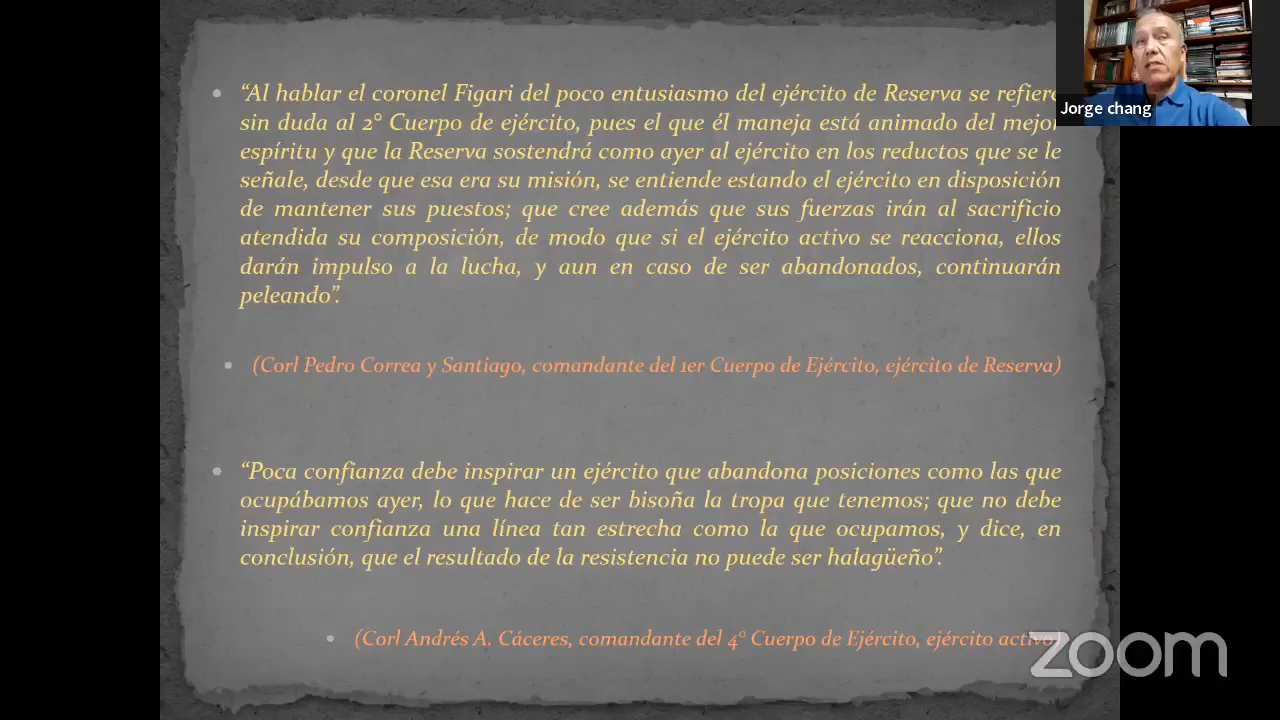 “Al hablar el coronel Figari del poco entusiasmo del ejército de Reserva se refiere
sin duda al 2° Cuerpo de ejército, pues el que él maneja está animado del mejor
espíritu y que la Reserva sostendrá como ayer al ejército en los reductos que se le
señale, desde que esa era su misión, se entiende estando el ejército en disposición
de mantener sus puestos; que cree además que sus fuerzas irán al sacrificio
atendida su composición, de modo que si el ejército activo se reacciona, ellos
darán impulso a la lucha, y aun en caso de ser abandonados, continuarán
peleando”.
(Corl Pedro Correa y Santiago, comandante del 1er Cuerpo de Ejército, ejército de Reserva)
“Poca confianza debe inspirar un ejército que abandona posiciones como las que
ocupábamos ayer, lo que hace de ser bisoña la tropa que tenemos; que no debe
inspirar confianza una línea tan estrecha como la que ocupamos, y dice, en
conclusión, que el resultado de la resistencia no puede ser halagüeño”.
(Corl Andrés A. Cáceres, comandante del 4° Cuerpo de Ejército, ejército activo)
Jorge chang
zoom